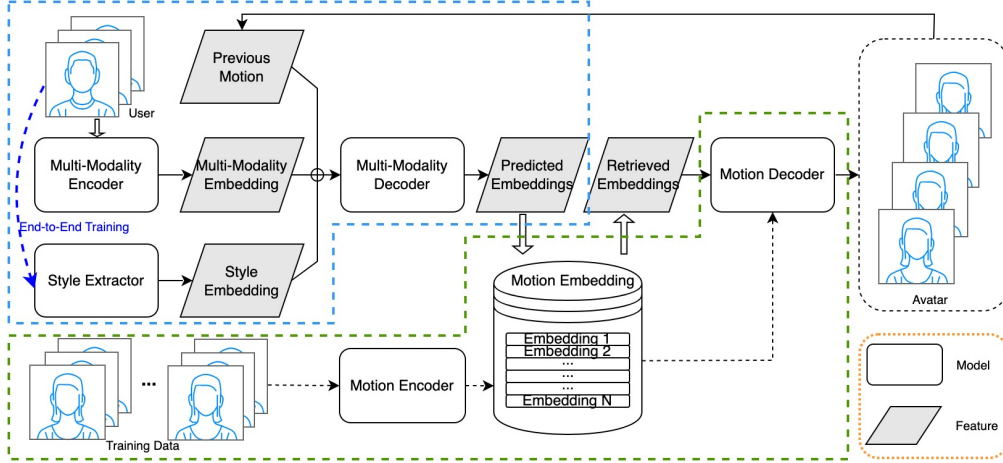 Previous
Motion
User
Multi-Modality
Encoder
Multi-Modality
Embedding
Multi-Modality
Decoder
Predicted
Embeddings
Retrieved
Embeddings
Motion Decoder
End-to-End Training
Style Extractor
Style
Embedding
Motion Embedding
Embedding 1
Embedding 2
...
...
Embedding N
Avatar
...
Training Data
Motion Encoder
Model
Feature